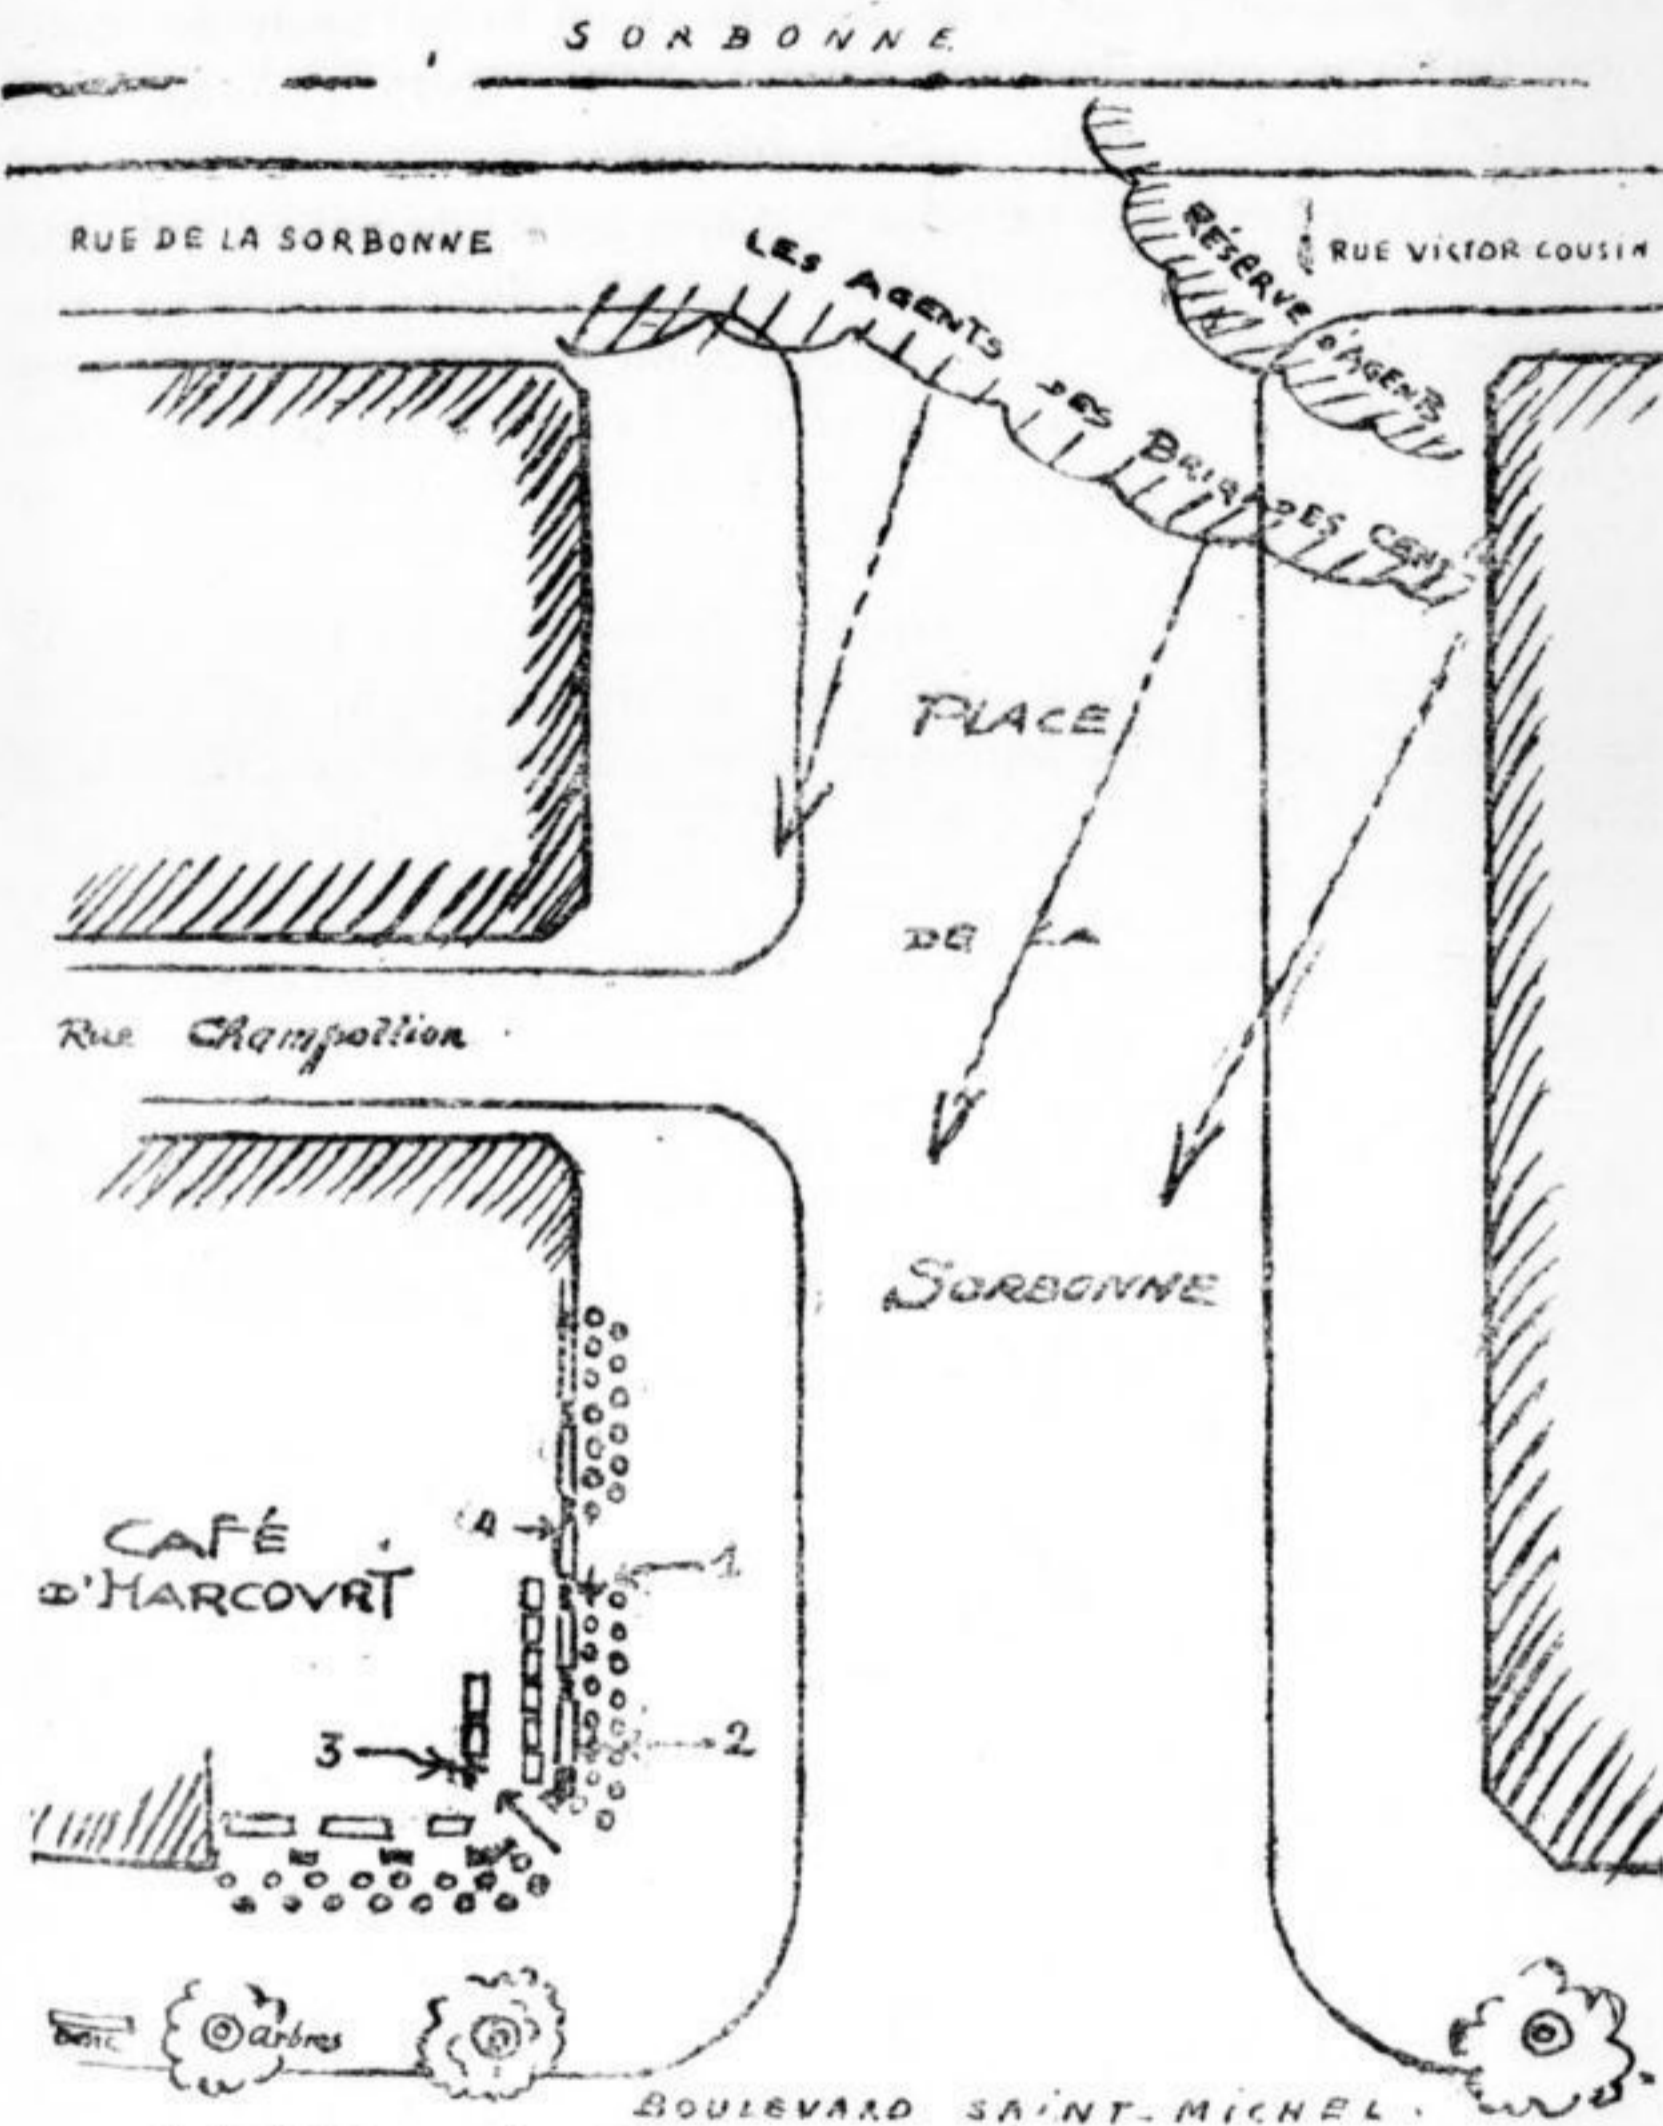 SORBONNE
RUE DE LA SORBONNE
LES AGENTS DES BRIGADES CENT
RÉSERVE D'AGENTS
RUE VICTOR COUSIN
PLACE
DE LA
SORBONNE
Rue Champollion
CAFÉ
D'HARCOURT
4
1
3
2
banc
arbres
BOULEVARD SAINT-MICHEL.